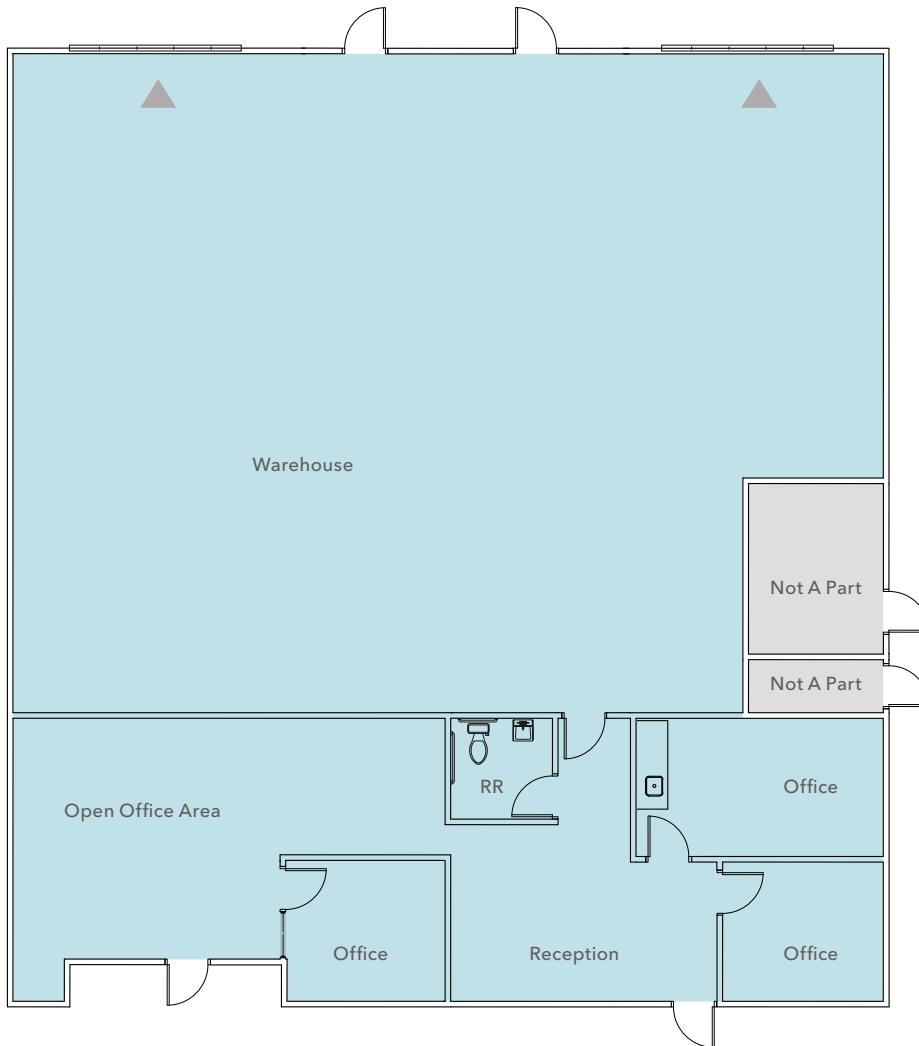 Warehouse
Not A Part
Not A Part
RR
Office
Open Office Area
Office
Reception
Office